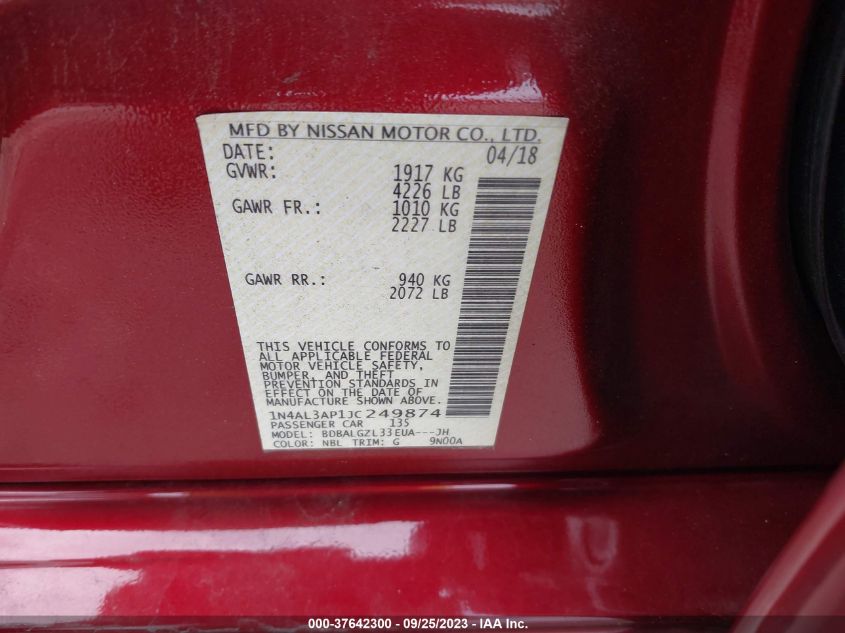 MFD BY NISSAN MOTOR CO., LTD.
DATE: 04/18
GVWR: 1917 KG
4226 LB
GAWR FR.: 1010 KG
2227 LB
GAWR RR.: 940 KG
2072 LB
THIS VEHICLE CONFORMS TO
ALL APPLICABLE FEDERAL
MOTOR VEHICLE SAFETY,
BUMPER, AND THEFT
PREVENTION STANDARDS IN
EFFECT ON THE DATE OF
MANUFACTURE SHOWN ABOVE.
1N4AL3AP1JC249874
PASSENGER CAR 13S
MODEL: BDBALGZL33EUA---JH
COLOR: NBL TRIM: G 9N00A
000-37642300 - 09/25/2023 - IAA Inc.